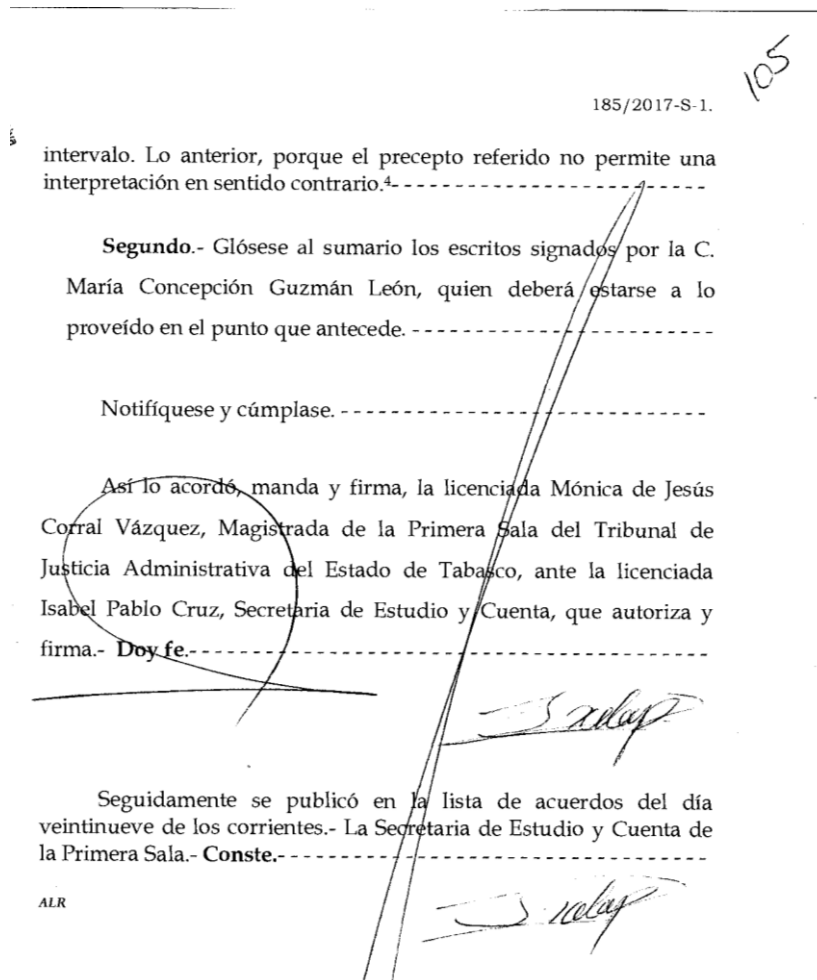 105
185/2017-S-1.
intervalo. Lo anterior, porque el precepto referido no permite una
interpretación en sentido contrario.⁴- - - - - - - - - - - - - - - - - - - - - - - - - - -
Segundo.- Glósese al sumario los escritos signados por la C.
María Concepción Guzmán León, quien deberá estarse a lo
proveído en el punto que antecede. - - - - - - - - - - - - - - - - - - - - - - - - - -
Notifíquese y cúmplase. - - - - - - - - - - - - - - - - - - - - - - - - - - - - - - -
Así lo acordó, manda y firma, la licenciada Mónica de Jesús
Corral Vázquez, Magistrada de la Primera Sala del Tribunal de
Justicia Administrativa del Estado de Tabasco, ante la licenciada
Isabel Pablo Cruz, Secretaria de Estudio y Cuenta, que autoriza y
firma.- Doy fe.- - - - - - - - - - - - - - - - - - - - - - - - - - - - - - - - - - - - - - - - - - -
Seguidamente se publicó en la lista de acuerdos del día
veintinueve de los corrientes.- La Secretaria de Estudio y Cuenta de
la Primera Sala.- Conste.- - - - - - - - - - - - - - - - - - - - - - - - - - - - - - - - - - -
ALR